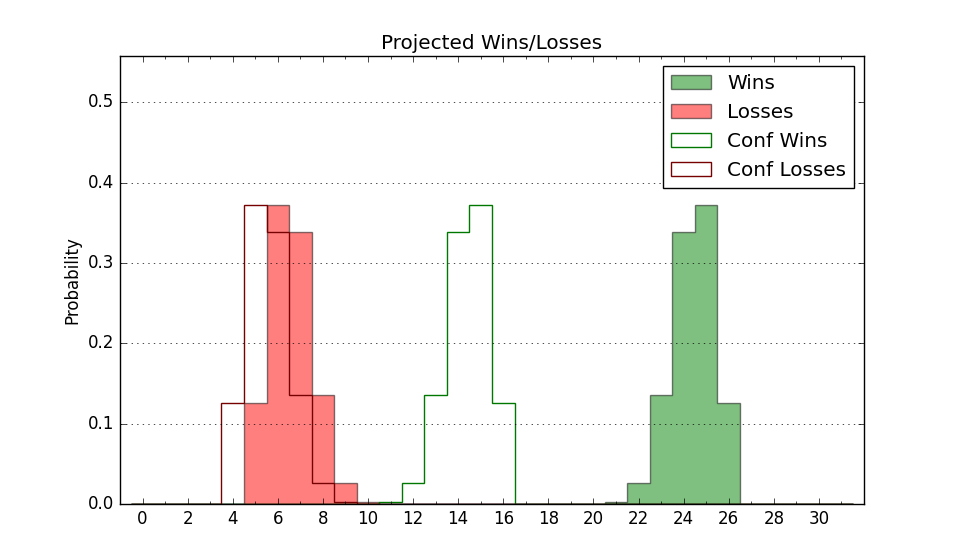 Projected Wins/Losses
Probability
0.5
0.4
0.3
0.2
0.1
0.0
0 2 4 6 8 10 12 14 16 18 20 22 24 26 28 30
Wins
Losses
Conf Wins
Conf Losses